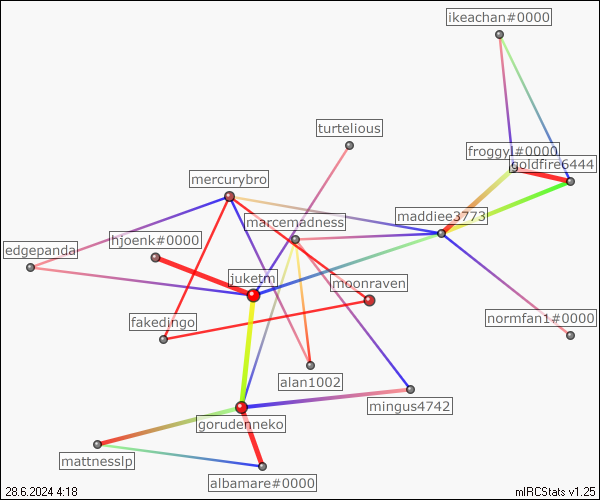 ikeachan#0000
turtelious
froggyj#0000
goldfire6444
mercurybro
marcemadness
maddiee3773
hjoenk#0000
edgepanda
juketm
moonraven
fakedingo
normfan1#0000
alan1002
mingus4742
gorudenneko
mattnesslp
albamare#0000
28.6.2024 4:18
mIRCStats v1.25